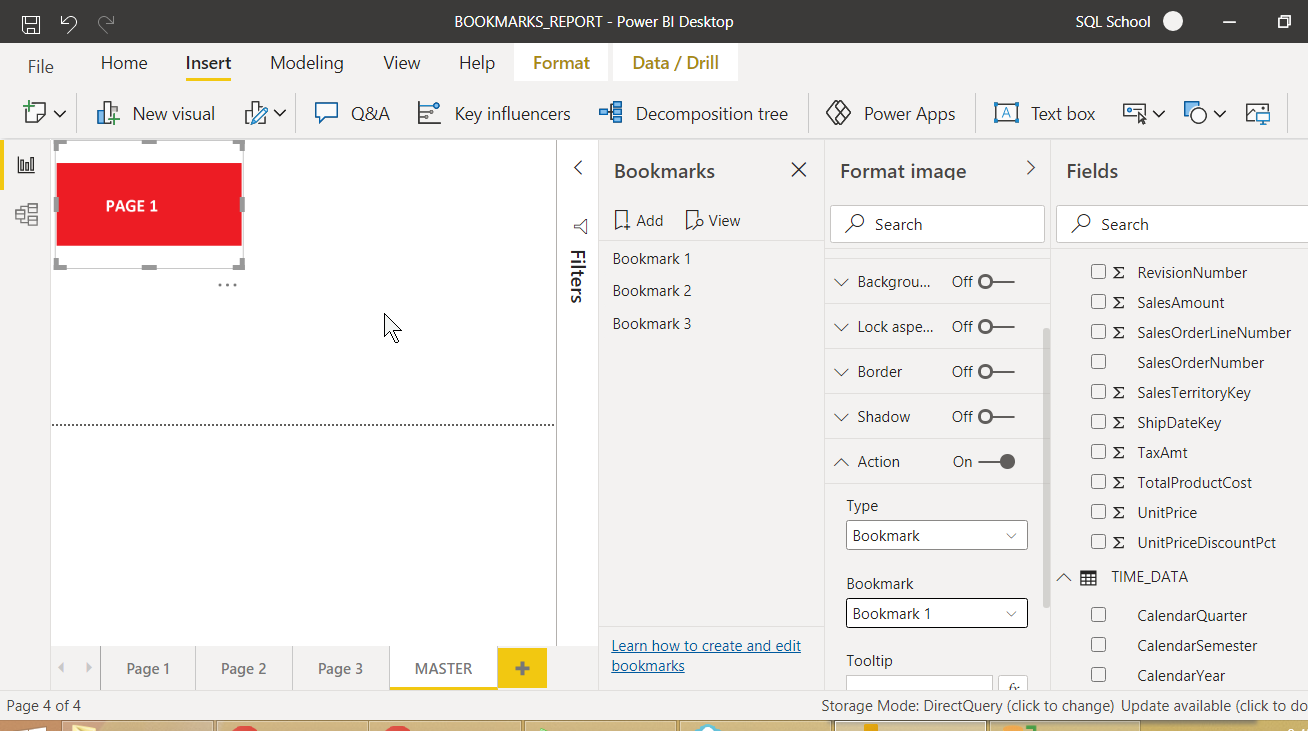 BOOKMARKS_REPORT - Power BI Desktop
SQL School
File
Home
Insert
Modeling
View
Help
Format
Data / Drill
New visual
Q&A
Key influencers
Decomposition tree
Power Apps
A
Text box
PAGE 1
Filters
Bookmarks
Add
View
Bookmark 1
Bookmark 2
Bookmark 3
Learn how to create and edit
bookmarks
Format image
Search
Backgrou... Off
Lock aspe... Off
Border Off
Shadow Off
Action On
Type
Bookmark
Bookmark
Bookmark 1
Tooltip
fx
Fields
Search
Σ RevisionNumber
Σ SalesAmount
Σ SalesOrderLineNumber
SalesOrderNumber
Σ SalesTerritoryKey
Σ ShipDateKey
Σ TaxAmt
Σ TotalProductCost
Σ UnitPrice
Σ UnitPriceDiscountPct
TIME_DATA
CalendarQuarter
CalendarSemester
CalendarYear
Page 1
Page 2
Page 3
MASTER
Page 4 of 4
Storage Mode: DirectQuery (click to change)
Update available (click to do